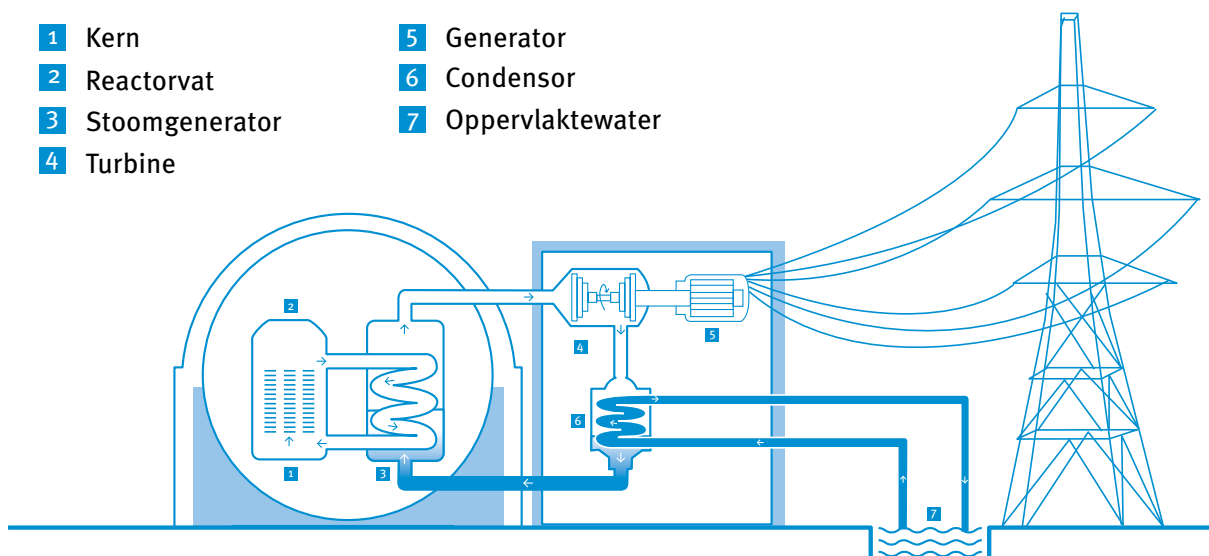 1 Kern
2 Reactorvat
3 Stoomgenerator
4 Turbine
5 Generator
6 Condensor
7 Oppervlaktewater
2
1
3
4
5
6
7